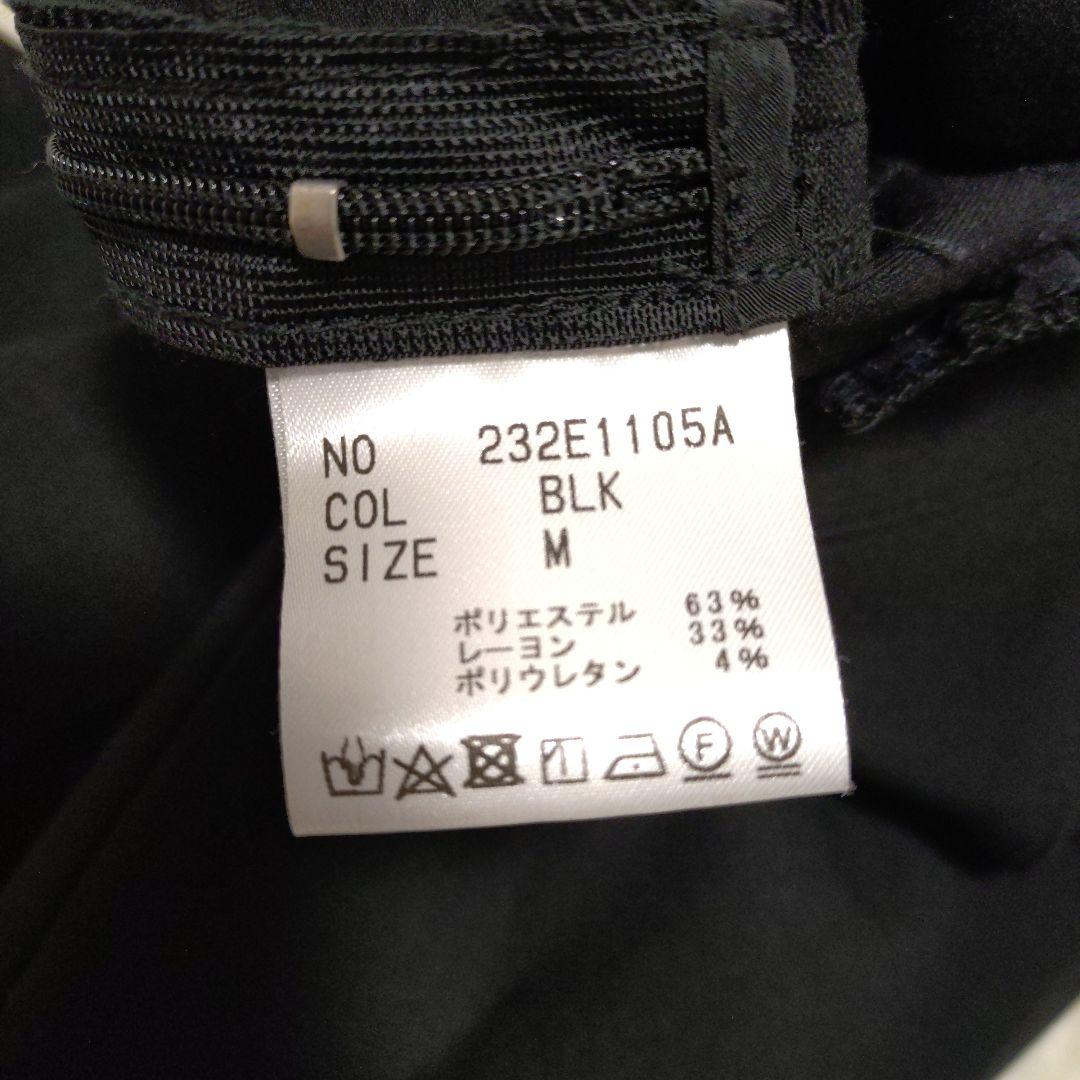 NO 232E1105A
COL BLK
SIZE M
ポリエステル 63%
レーヨン 33%
ポリウレタン 4%
F W